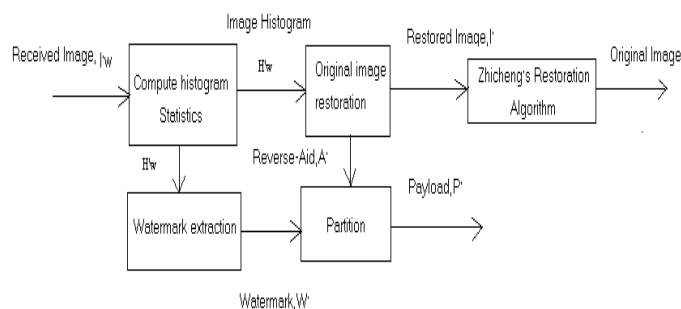 Image Histogram
Received Image, I'w
H'w
Restored Image,I'
Original Image
Compute histogram
Statistics
Original image
restoration
Zhicheng's Restoration
Algorithm
H'w
Reverse-Aid,A'
Payload,P'
Watermark extraction
Partition
Watermark,W'